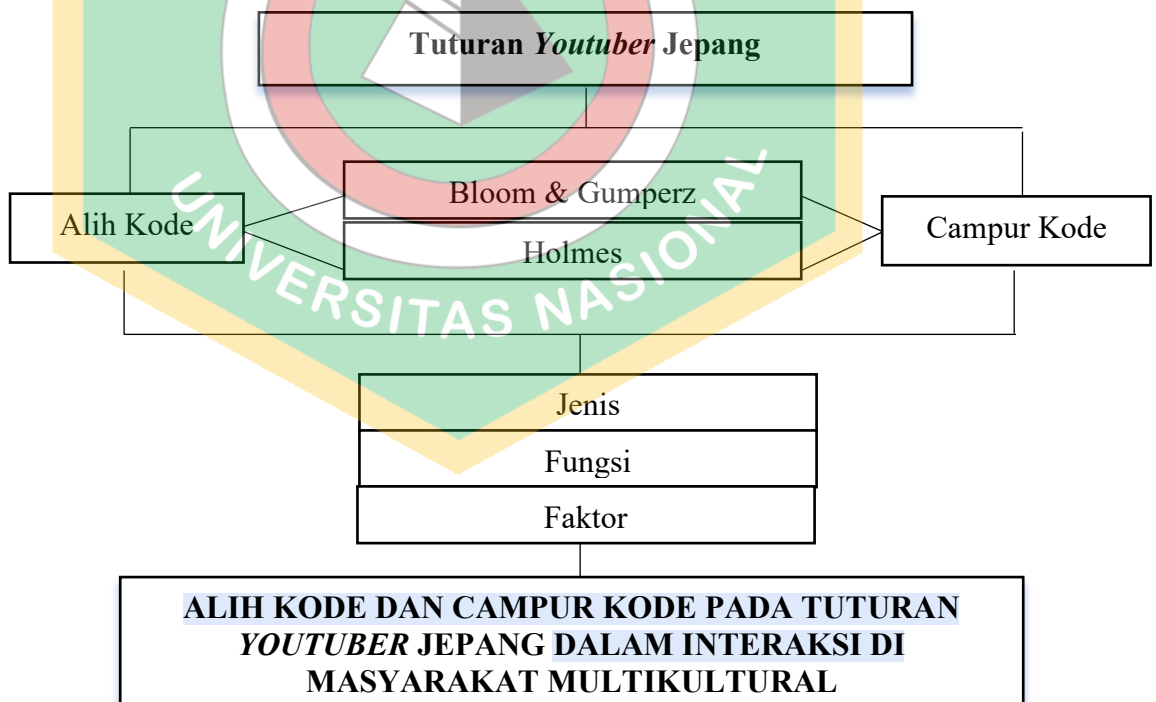 Tuturan Youtuber Jepang
Bloom & Gumperz
Alih Kode
Campur Kode
Holmes
UNIVERSITAS NASIONAL
Jenis
Fungsi
Faktor
ALIH KODE DAN CAMPUR KODE PADA TUTURAN
YOUTUBER JEPANG DALAM INTERAKSI DI
MASYARAKAT MULTIKULTURAL